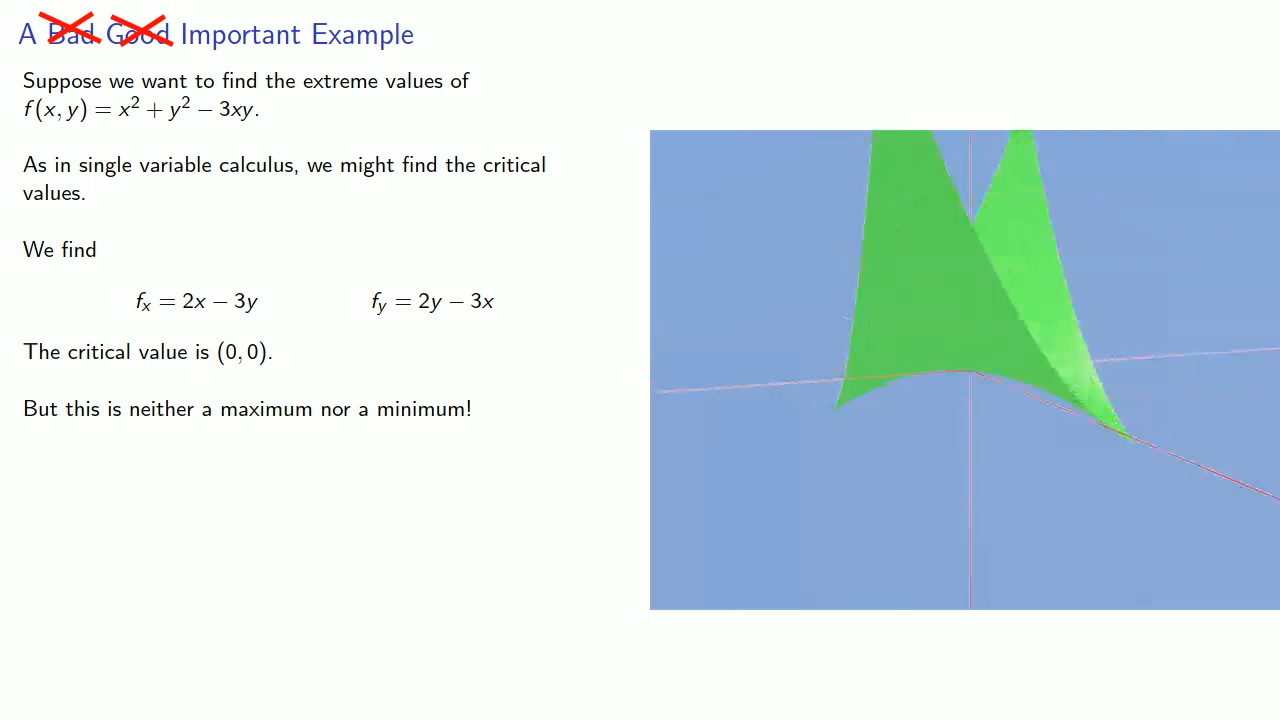 A Bad Good Important Example
Suppose we want to find the extreme values of
f(x, y) = x² + y² − 3xy.
As in single variable calculus, we might find the critical
values.
We find
fₓ = 2x − 3y f_y = 2y − 3x
The critical value is (0, 0).
But this is neither a maximum nor a minimum!